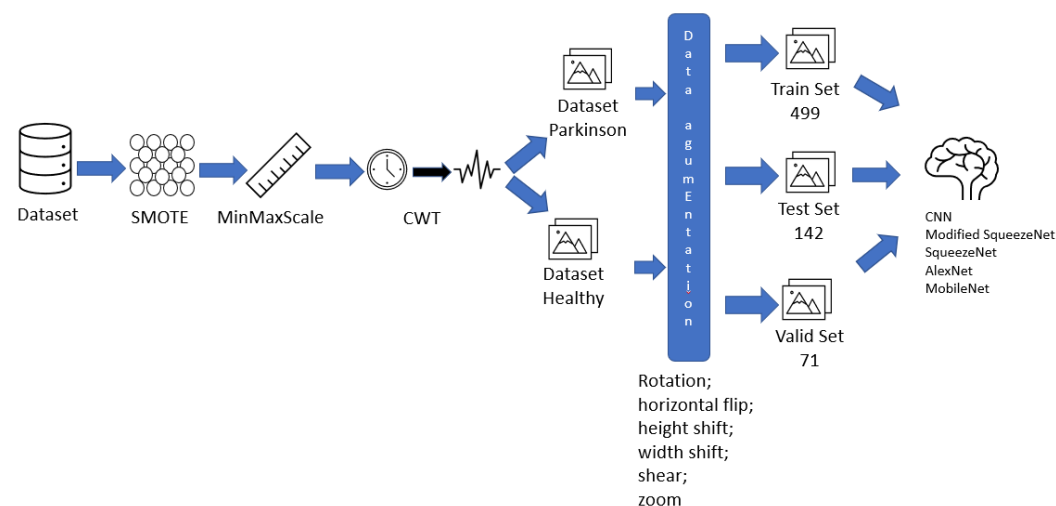 Dataset
SMOTE
MinMaxScale
CWT
Dataset
Parkinson
Dataset
Healthy
Data agumEntation
Rotation;
horizontal flip;
height shift;
width shift;
shear;
zoom
Train Set
499
Test Set
142
Valid Set
71
CNN
Modified SqueezeNet
SqueezeNet
AlexNet
MobileNet